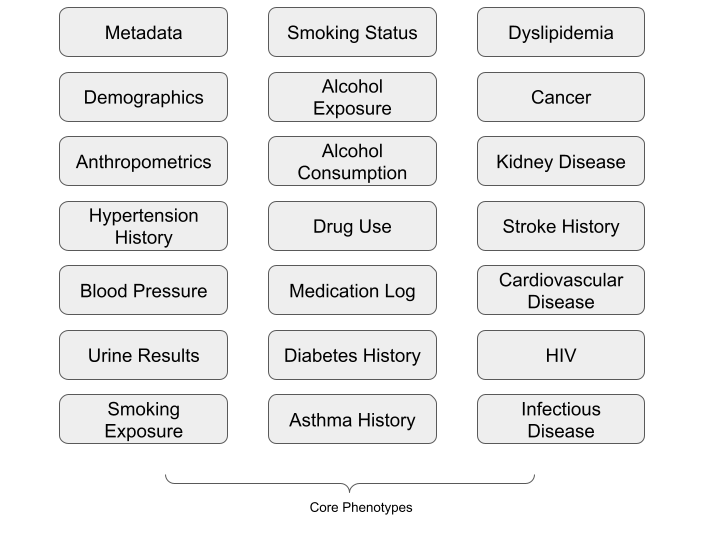 Metadata
Smoking Status
Dyslipidemia
Demographics
Alcohol
Exposure
Cancer
Anthropometrics
Alcohol
Consumption
Kidney Disease
Hypertension
History
Drug Use
Stroke History
Blood Pressure
Medication Log
Cardiovascular
Disease
Urine Results
Diabetes History
HIV
Smoking
Exposure
Asthma History
Infectious
Disease
Core Phenotypes